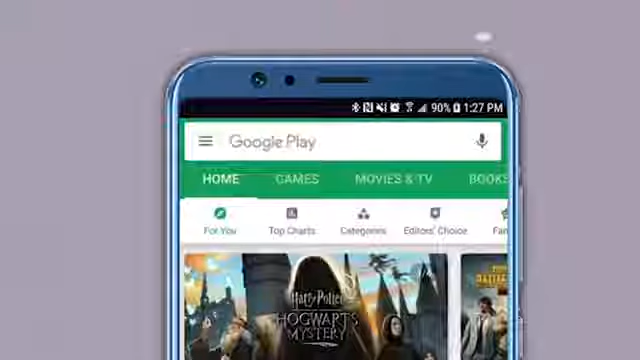 90% 1:27 PM
Google Play
HOME GAMES MOVIES & TV BOOKS
For You Top Charts Categories Editors' Choice Fan
Harry Potter
HOGWARTS
MYSTERY